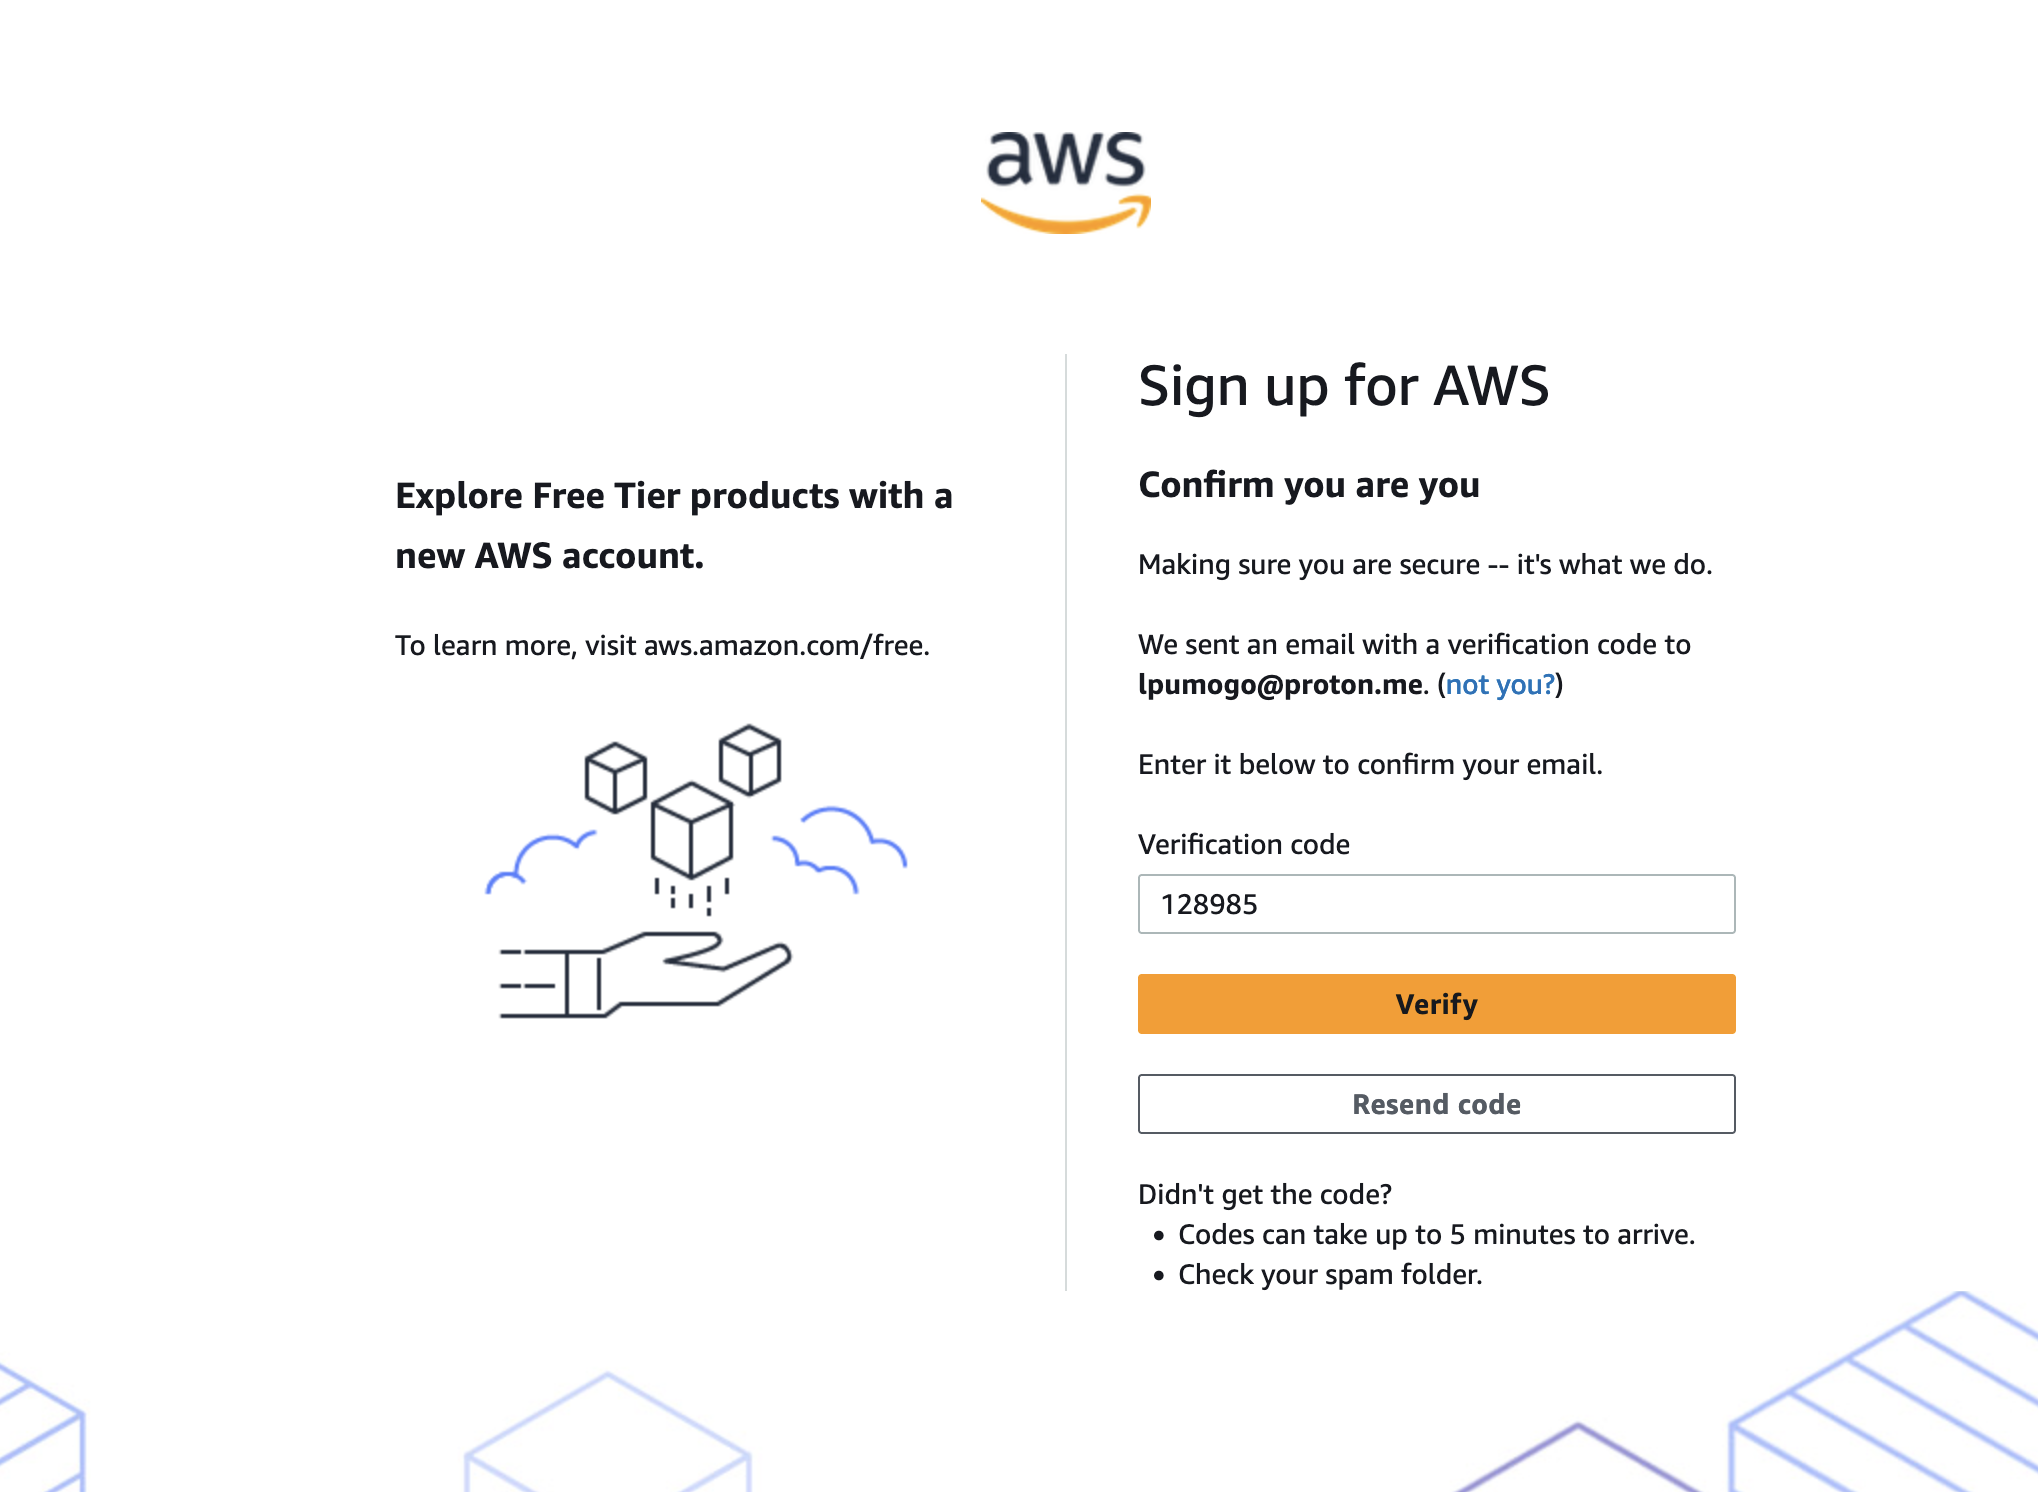 aws
Explore Free Tier products with a
new AWS account.
To learn more, visit aws.amazon.com/free.
Sign up for AWS
Confirm you are you
Making sure you are secure -- it's what we do.
We sent an email with a verification code to
lpumogo@proton.me. (not you?)
Enter it below to confirm your email.
Verification code
128985
Verify
Resend code
Didn't get the code?
• Codes can take up to 5 minutes to arrive.
• Check your spam folder.